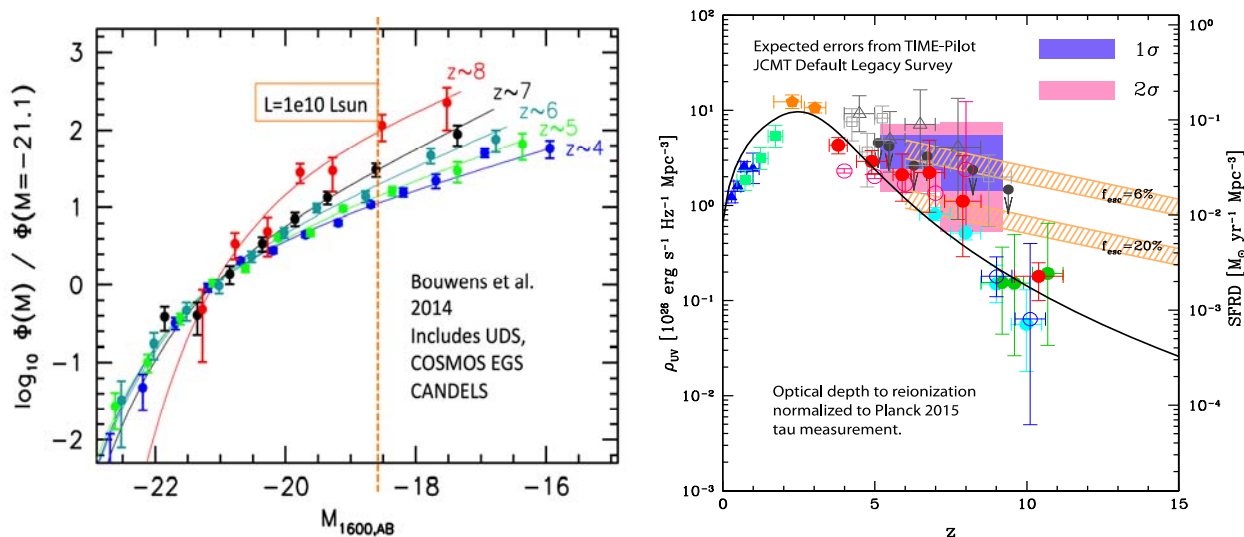 3
2
1
0
−1
−2
log₁₀ Φ(M) / Φ(M=−21.1)
L=1e10 Lsun
z~8
z~7
z~6
z~5
z~4
Bouwens et al.
2014
Includes UDS,
COSMOS EGS
CANDELS
−22
−20
−18
−16
M₁₆₀₀,AB
Expected errors from TIME-Pilot
JCMT Default Legacy Survey
1σ
2σ
10²
10¹
10⁰
10⁻¹
10⁻²
10⁻³
ρ_UV [10²⁶ erg s⁻¹ Hz⁻¹ Mpc⁻³]
f_esc=6%
f_esc=20%
Optical depth to reionization
normalized to Planck 2015
tau measurement.
10⁰
10⁻¹
10⁻²
10⁻³
10⁻⁴
SFRD [M⊙ yr⁻¹ Mpc⁻³]
0
5
10
15
z